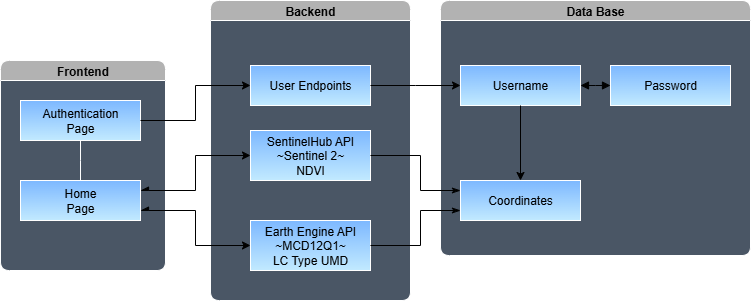 Frontend
Authentication
Page
Home
Page
Backend
User Endpoints
SentinelHub API
~Sentinel 2~
NDVI
Earth Engine API
~MCD12Q1~
LC Type UMD
Data Base
Username
Password
Coordinates